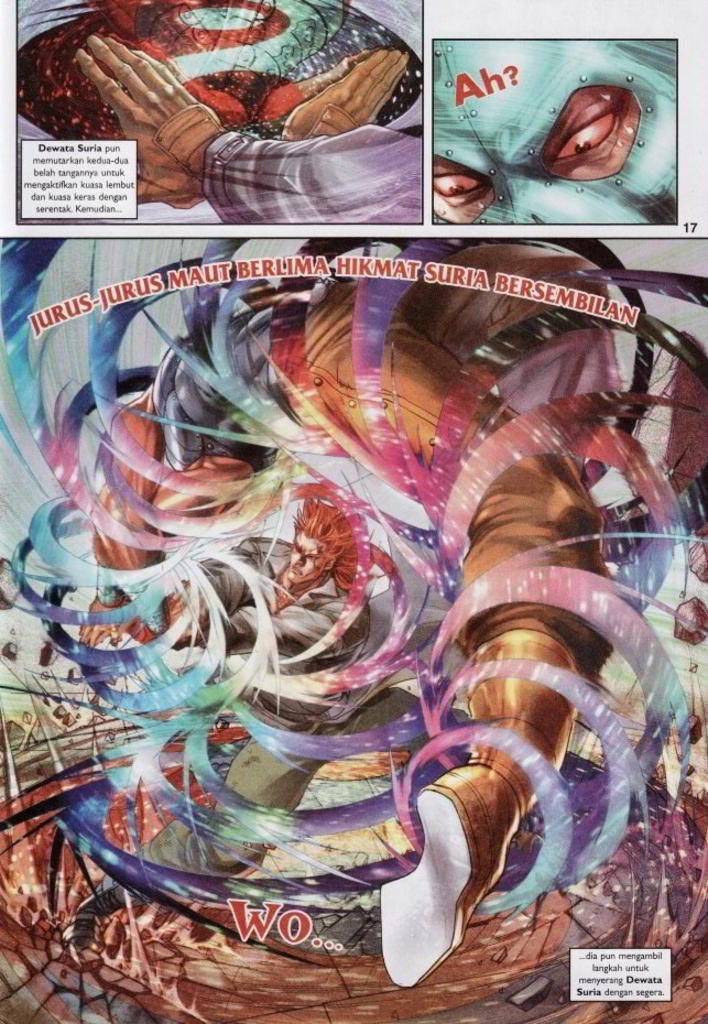 Dewata Suria pun
memutarkan kedua-dua
belah tangannya untuk
mengaktifkan kuasa lembut
dan kuasa keras dengan
serentak. Kemudian...
Ah?
17
JURUS-JURUS MAUT BERLIMA HIKMAT SURIA BERSEMBILAN
WO...
...dia pun mengambil
langkah untuk
menyerang Dewata
Suria dengan segera.